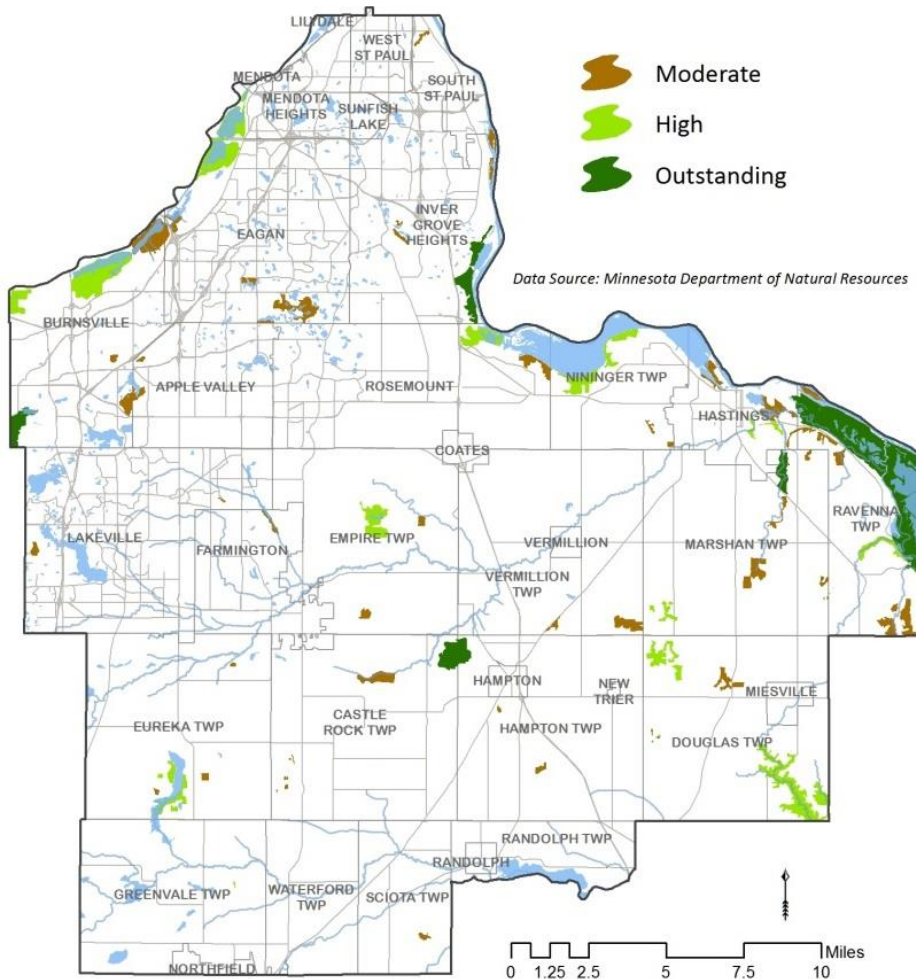 LILYDALE
WEST
ST PAUL
MENDOTA
SOUTH
ST PAUL
MENDOTA
HEIGHTS
SUNFISH
LAKE
Moderate
High
Outstanding
INVER
GROVE
HEIGHTS
EAGAN
Data Source: Minnesota Department of Natural Resources
BURNSVILLE
NININGER TWP
APPLE VALLEY
ROSEMOUNT
HASTINGS
COATES
RAVENNA
TWP
LAKEVILLE
FARMINGTON
EMPIRE TWP
VERMILLION
MARSHAN TWP
VERMILLION
TWP
HAMPTON
NEW
TRIER
MIESVILLE
EUREKA TWP
CASTLE
ROCK TWP
HAMPTON TWP
DOUGLAS TWP
RANDOLPH TWP
RANDOLPH
GREENVALE TWP
WATERFORD
TWP
SCIOTA TWP
NORTHFIELD
Miles
0 1.25 2.5 5 7.5 10